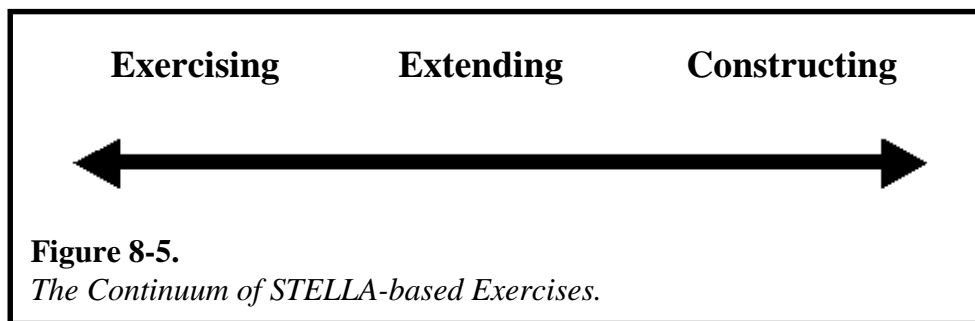 Exercising Extending Constructing
Figure 8-5.
The Continuum of STELLA-based Exercises.